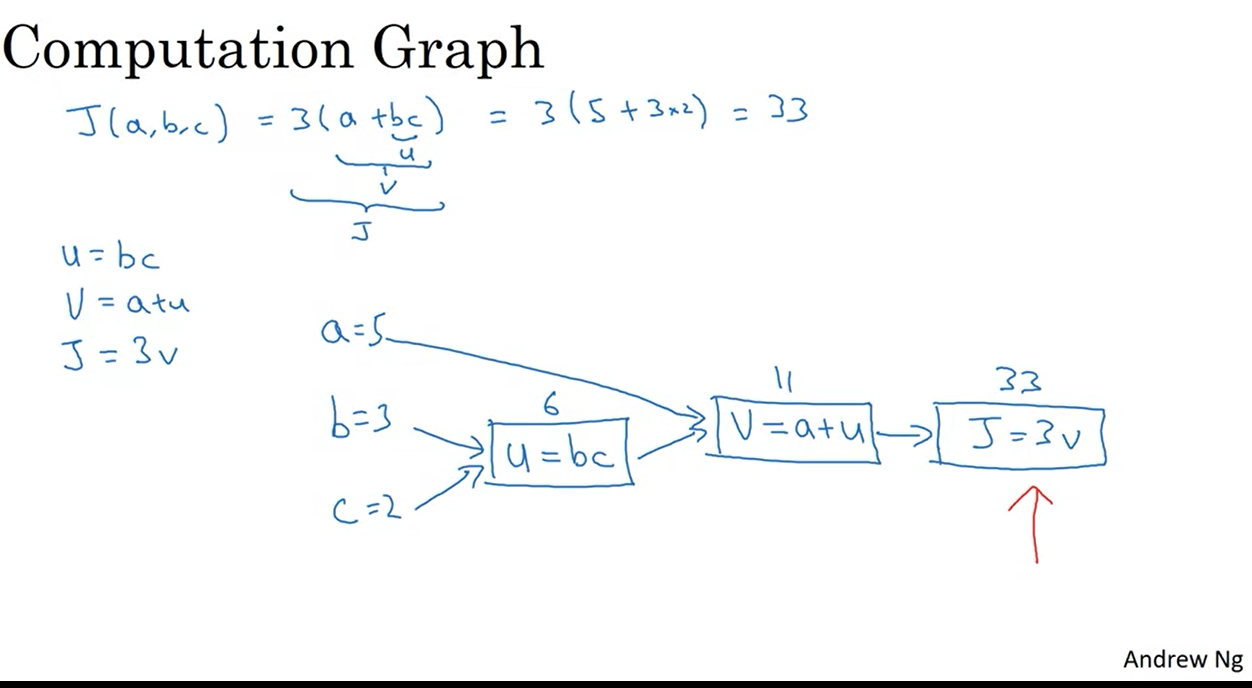 Computation Graph
J(a,b,c) = 3(a+bc) = 3(5+3×2) = 33
u
v
J
u = bc
V = a+u
J = 3v
a=5
11
33
6
b=3
V = a+u
J = 3v
u = bc
c=2
Andrew Ng